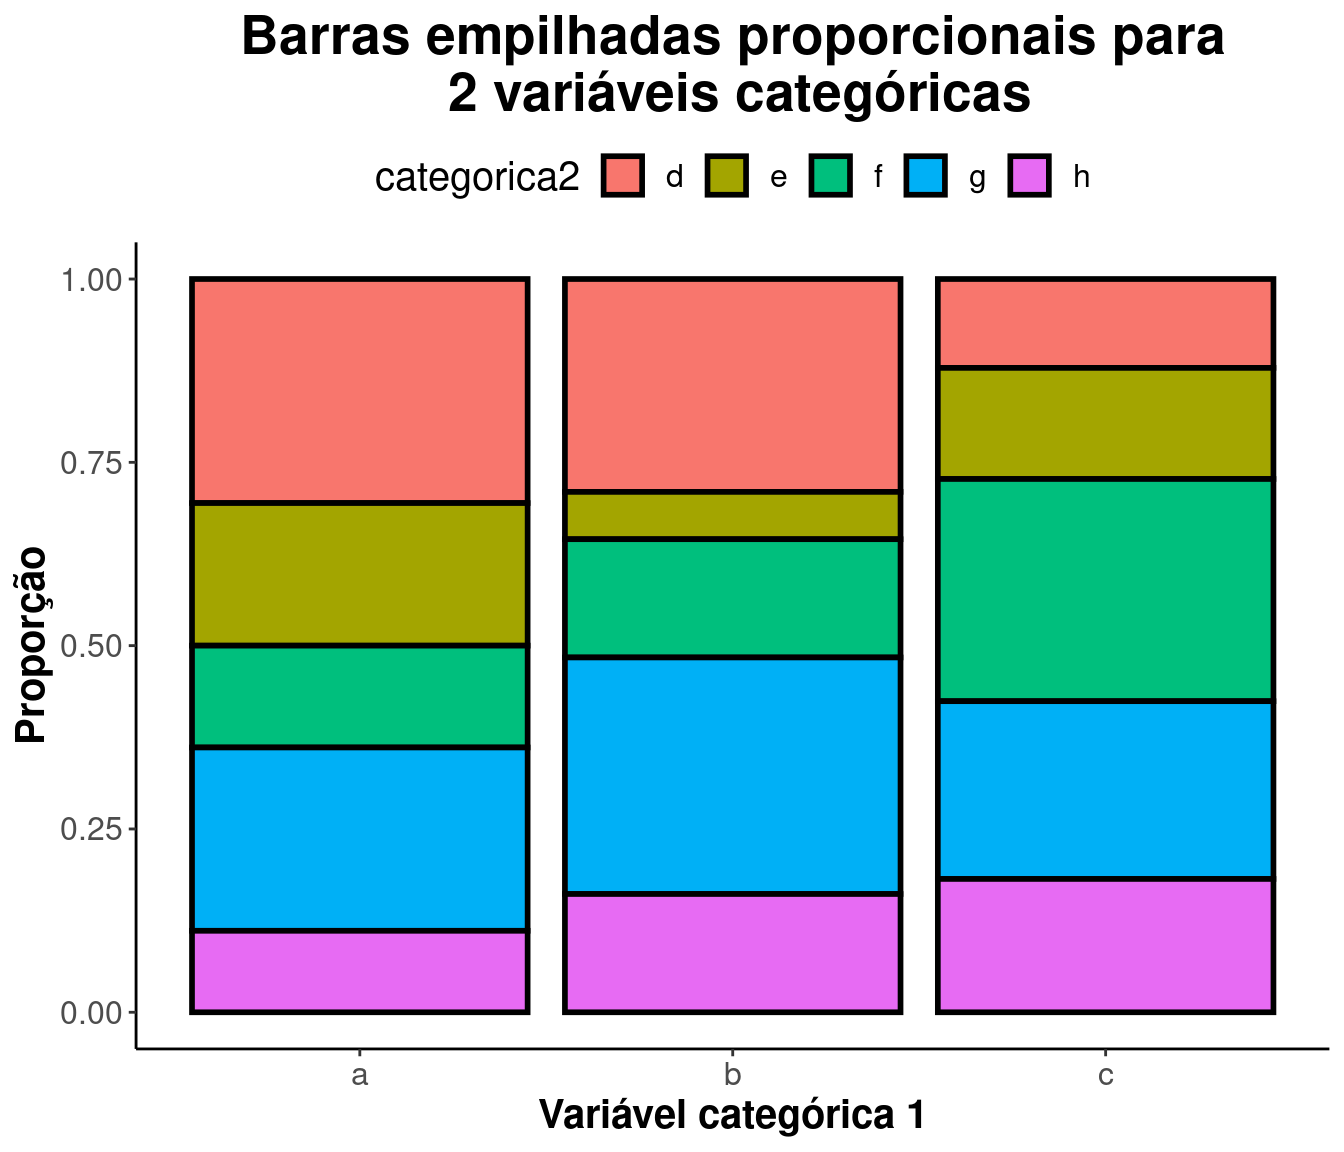 Barras empilhadas proporcionais para
2 variáveis categóricas
categorica2 d e f g h
1.00
0.75
0.50
0.25
0.00
Proporção
a b c
Variável categórica 1